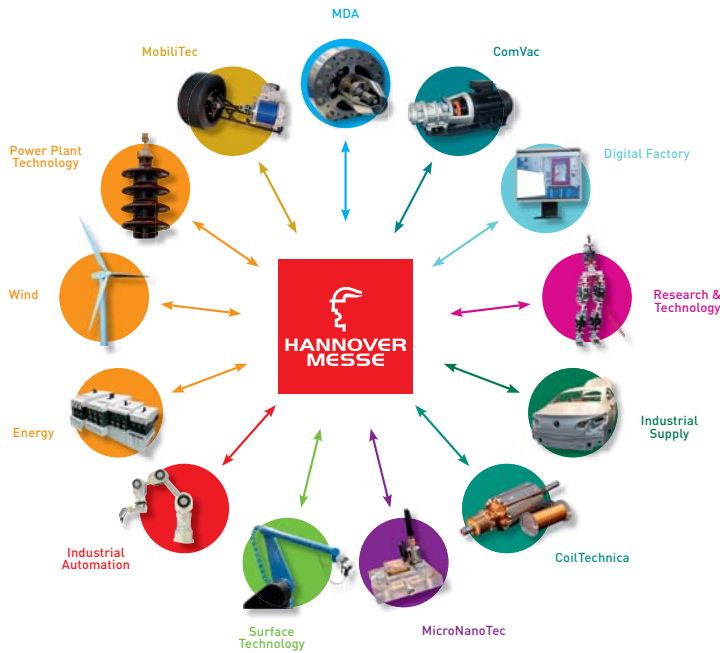 MDA
MobiliTec
ComVac
Power Plant
Technology
Digital Factory
Wind
Research &
Technology
HANNOVER
MESSE
Energy
Industrial
Supply
Industrial
Automation
CoilTechnica
Surface
Technology
MicroNanoTec